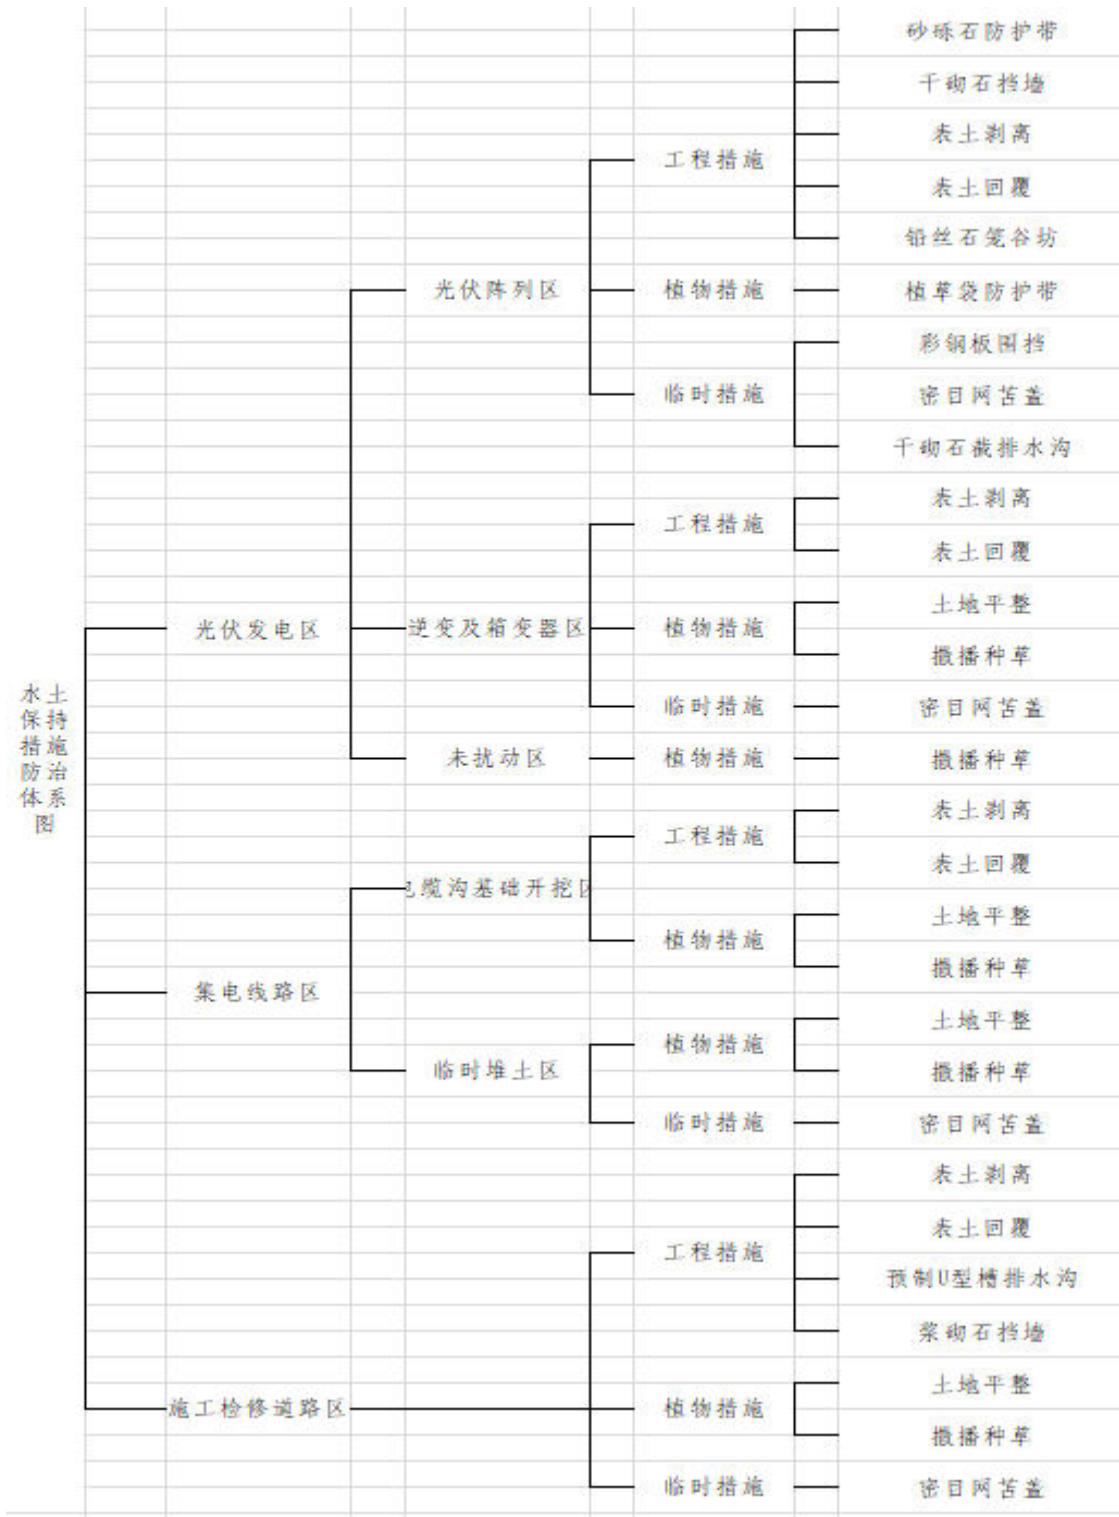 砂砾石防护带
干砌石挡墙
表土剥离
工程措施
表土回覆
铅丝石笼谷坊
光伏阵列区
植物措施
植草袋防护带
彩钢板围挡
临时措施
密目网苫盖
干砌石截排水沟
表土剥离
工程措施
表土回覆
土地平整
光伏发电区
逆变及箱变器区
植物措施
撒播种草
临时措施
密目网苫盖
水土
保持
措施
防治
体系
图
未扰动区
植物措施
撒播种草
表土剥离
工程措施
表土回覆
缆沟基础开挖
土地平整
植物措施
撒播种草
集电线路区
土地平整
植物措施
临时堆土区
撒播种草
临时措施
密目网苫盖
表土剥离
表土回覆
工程措施
预制U型槽排水沟
浆砌石挡墙
土地平整
施工检修道路区
植物措施
撒播种草
临时措施
密目网苫盖